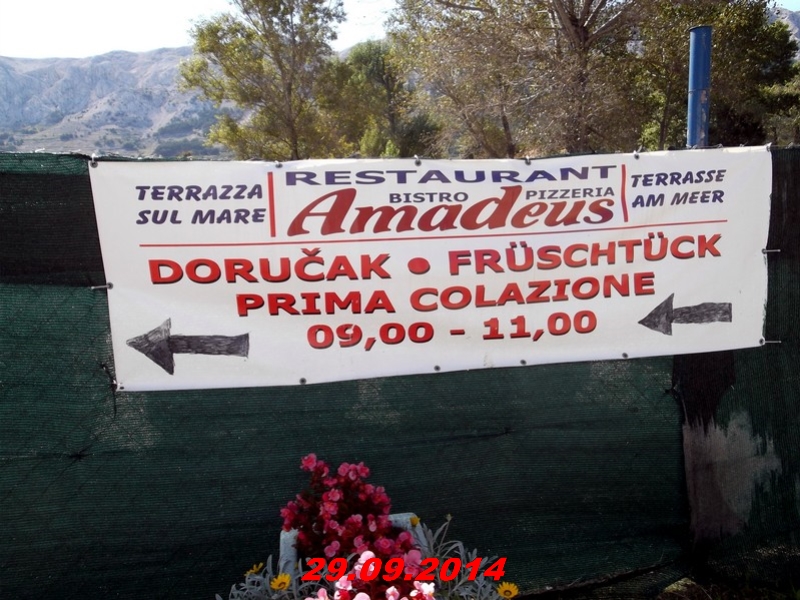 TERRAZZA
SUL MARE
RESTAURANT
BISTRO PIZZERIA
Amadeus
TERRASSE
AM MEER
DORUČAK ● FRÜSCHTÜCK
PRIMA COLAZIONE
09,00 - 11,00
29.09.2014